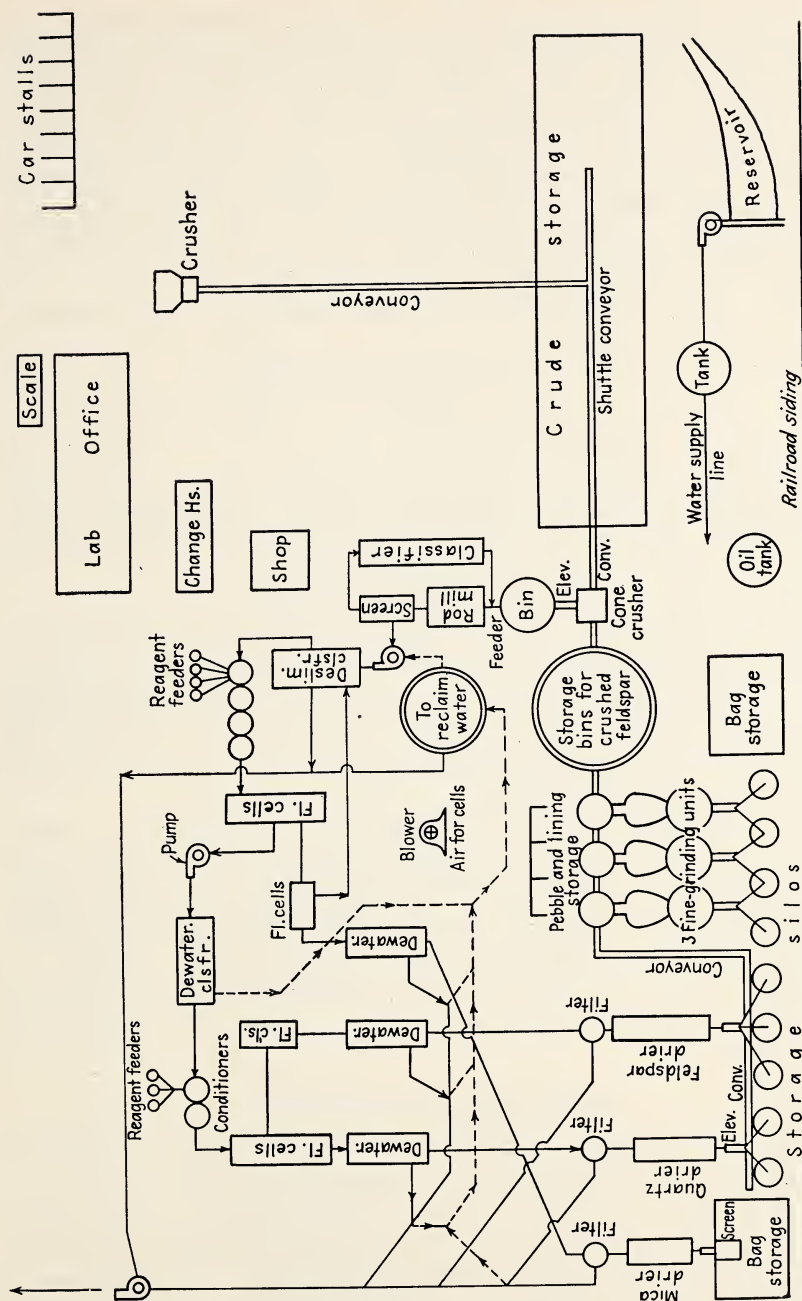 Car stalls
Crusher
Conveyor
Crude storage
Shuttle conveyor
Reservoir
Tank
Water supply
line
Railroad siding
Oil
tank
Scale
Lab Office
Change Hs.
Shop
Classifier
Screen
Rod
mill
Feeder
Bin
Elev.
Conv.
Cone
crusher
Reagent
feeders
Deslim.
clsfr.
To
reclaim
water
Storage
bins for
crushed
feldspar
Bag
storage
Fl. cells
Pump
Fl. cells
Blower
Air for cells
Pebble and lining
storage
3 Fine-grinding units
Dewater.
clsfr.
Dewater.
Conveyor
Reagent feeders
Conditioners
Fl. cls.
Dewater.
Filter
Feldspar
drier
Fl. cells
Dewater.
Filter
Quartz
drier
Elev.
Conv.
Storage silos
Filter
Mica
drier
Screen
Bag
storage